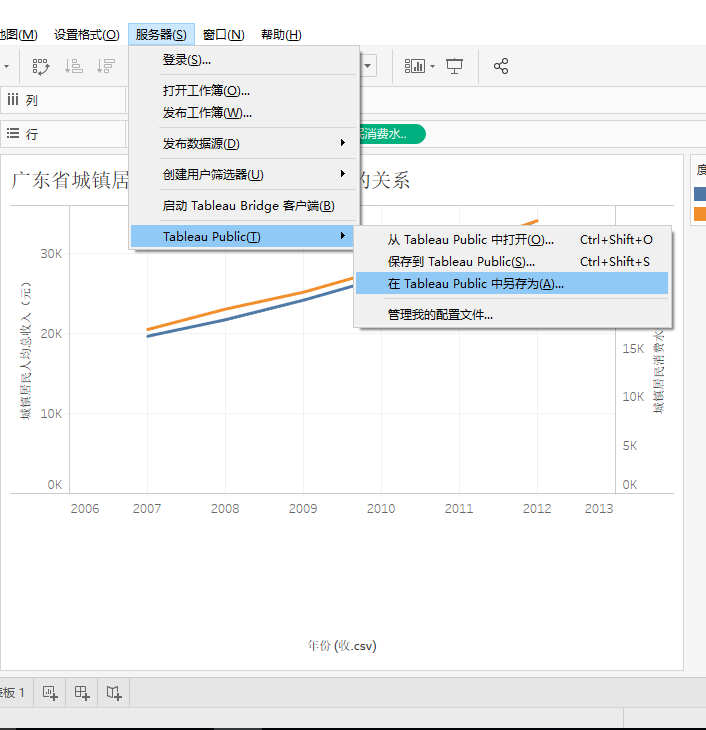 地图(M) 设置格式(O) 服务器(S) 窗口(N) 帮助(H)
登录(S)...
打开工作簿(O)...
发布工作簿(W)...
发布数据源(D)
创建用户筛选器(U)
启动 Tableau Bridge 客户端(B)
Tableau Public(T)
从 Tableau Public 中打开(O)... Ctrl+Shift+O
保存到 Tableau Public(S)... Ctrl+Shift+S
在 Tableau Public 中另存为(A)...
管理我的配置文件...
列
行
民消费水..
广东省城镇居
的关系
度
城镇居民人均总收入（元）
30K
20K
10K
0K
15K
10K
5K
0K
城镇居民消费水
2006 2007 2008 2009 2010 2011 2012 2013
年份 (收.csv)
板 1